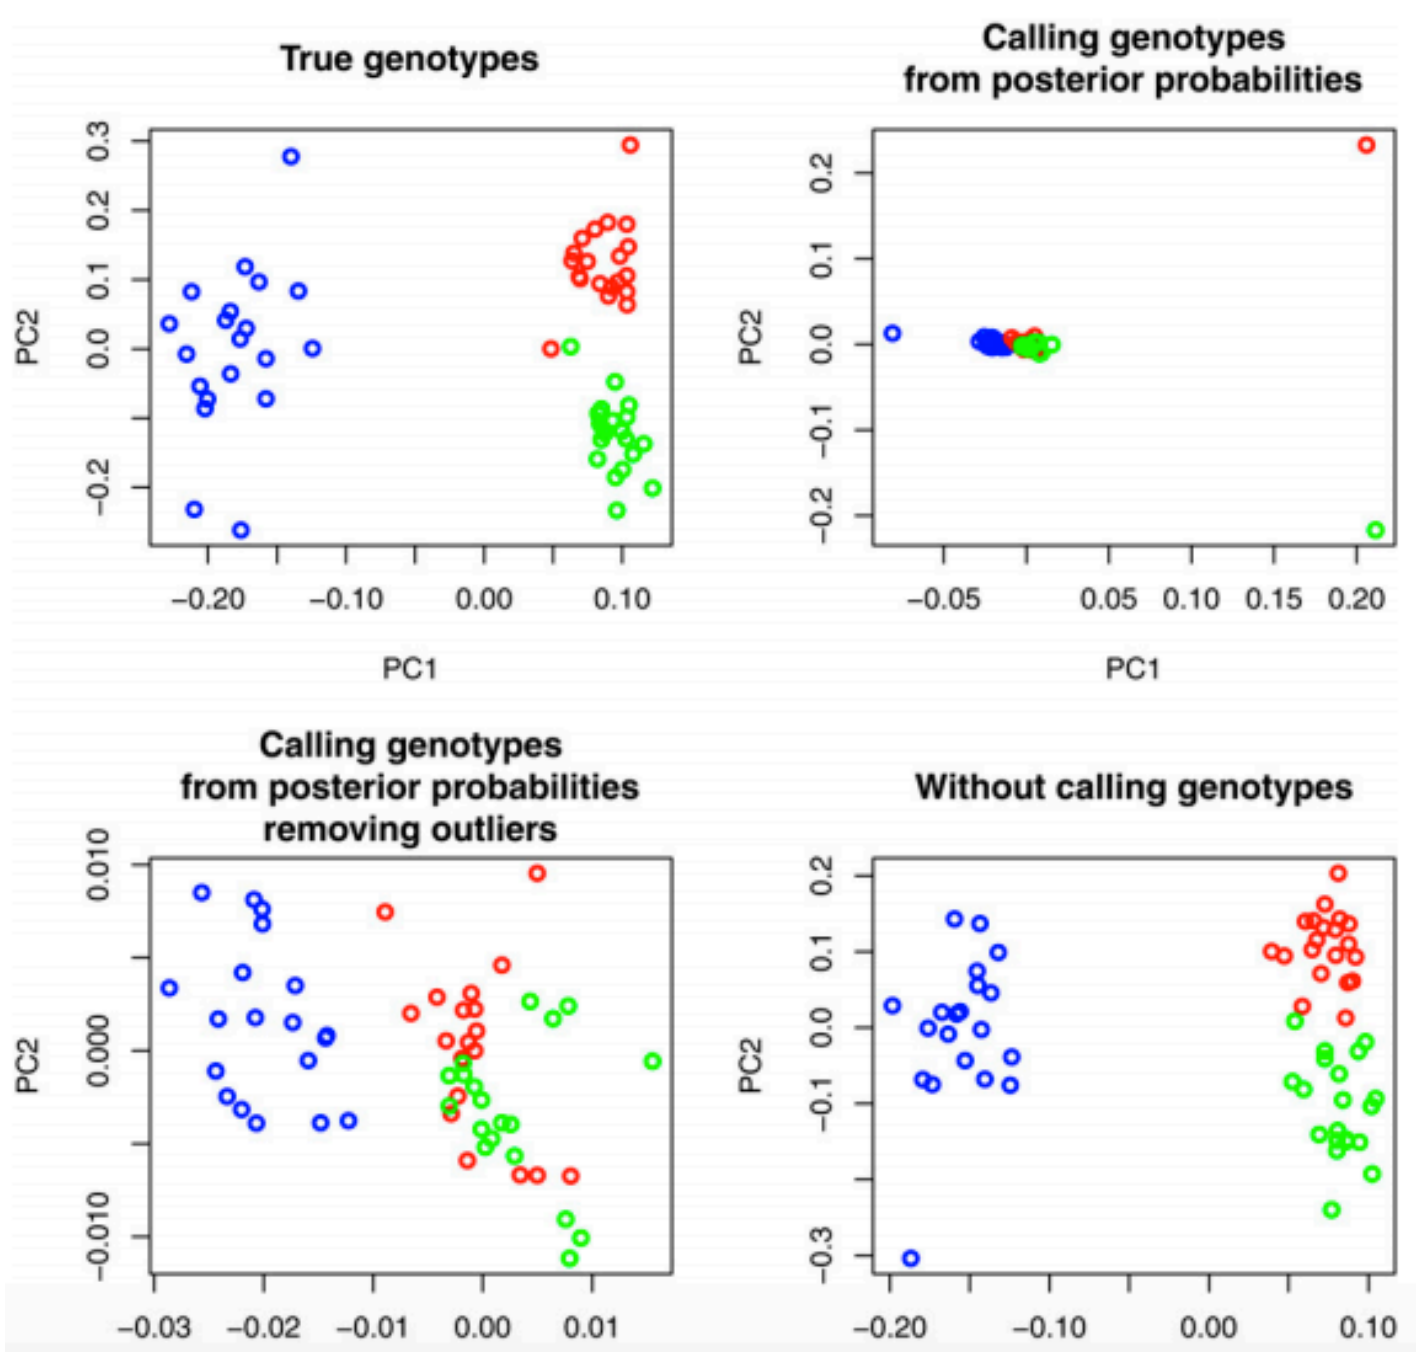 True genotypes
Calling genotypes
from posterior probabilities
0.3
0.2
0.1
0.0
−0.2
PC2
−0.20
−0.10
0.00
0.10
PC1
0.2
0.1
0.0
−0.1
−0.2
PC2
−0.05
0.05
0.10
0.15
0.20
PC1
Calling genotypes
from posterior probabilities
removing outliers
Without calling genotypes
0.010
0.000
−0.010
PC2
−0.03
−0.02
−0.01
0.00
0.01
0.2
0.1
0.0
−0.1
−0.3
PC2
−0.20
−0.10
0.00
0.10